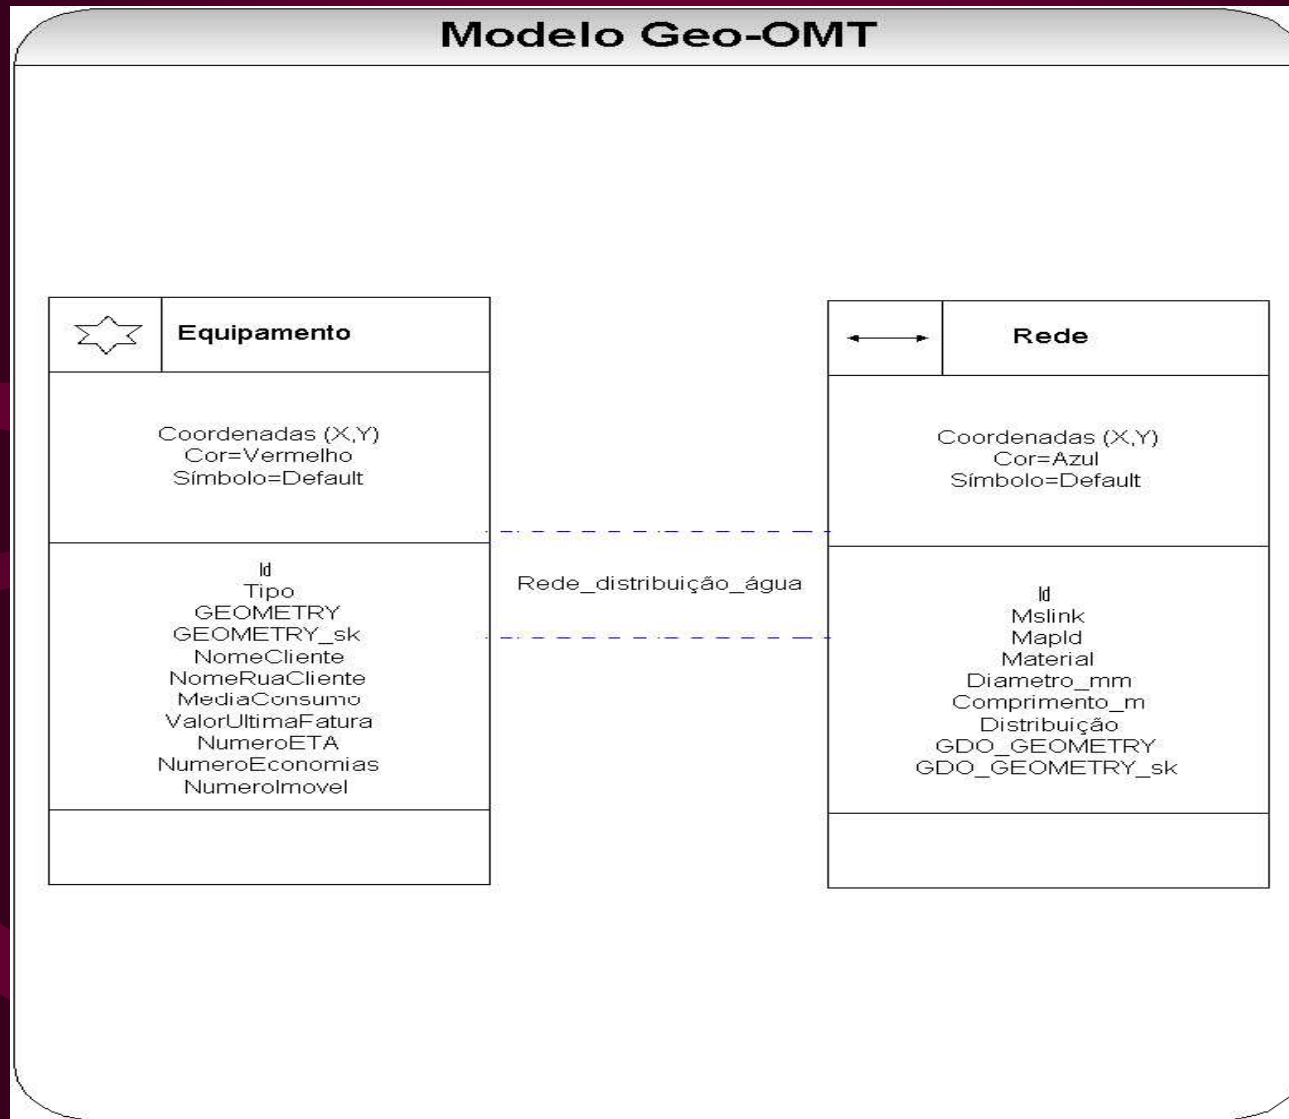 Modelo Geo-OMT
Equipamento
Coordenadas (X,Y)
Cor=Vermelho
Símbolo=Default
Id
Tipo
GEOMETRY
GEOMETRY_sk
NomeCliente
NomeRuaCliente
MediaConsumo
ValorUltimaFatura
NumeroETA
NumeroEconomias
NumeroImovel
Rede_distribuição_água
Rede
Coordenadas (X,Y)
Cor=Azul
Símbolo=Default
Id
Mslink
MapId
Material
Diametro_mm
Comprimento_m
Distribuição
GDO_GEOMETRY
GDO_GEOMETRY_sk